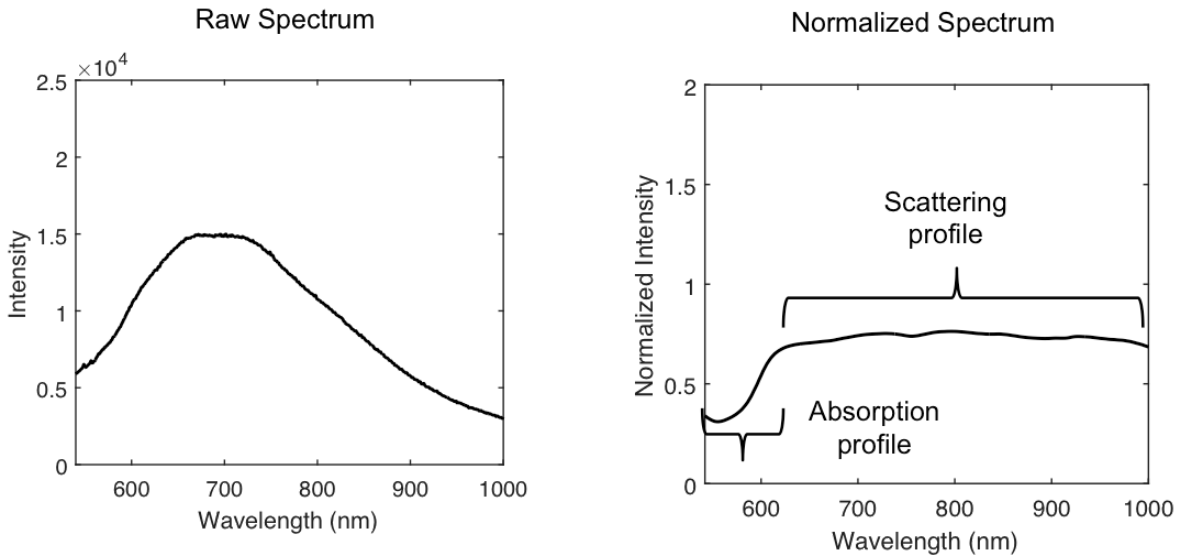 Raw Spectrum
×10⁴
2.5
2
1.5
1
0.5
0
Intensity
600 700 800 900 1000
Wavelength (nm)
Normalized Spectrum
2
1.5
1
0.5
0
Normalized Intensity
Scattering
profile
Absorption
profile
600 700 800 900 1000
Wavelength (nm)